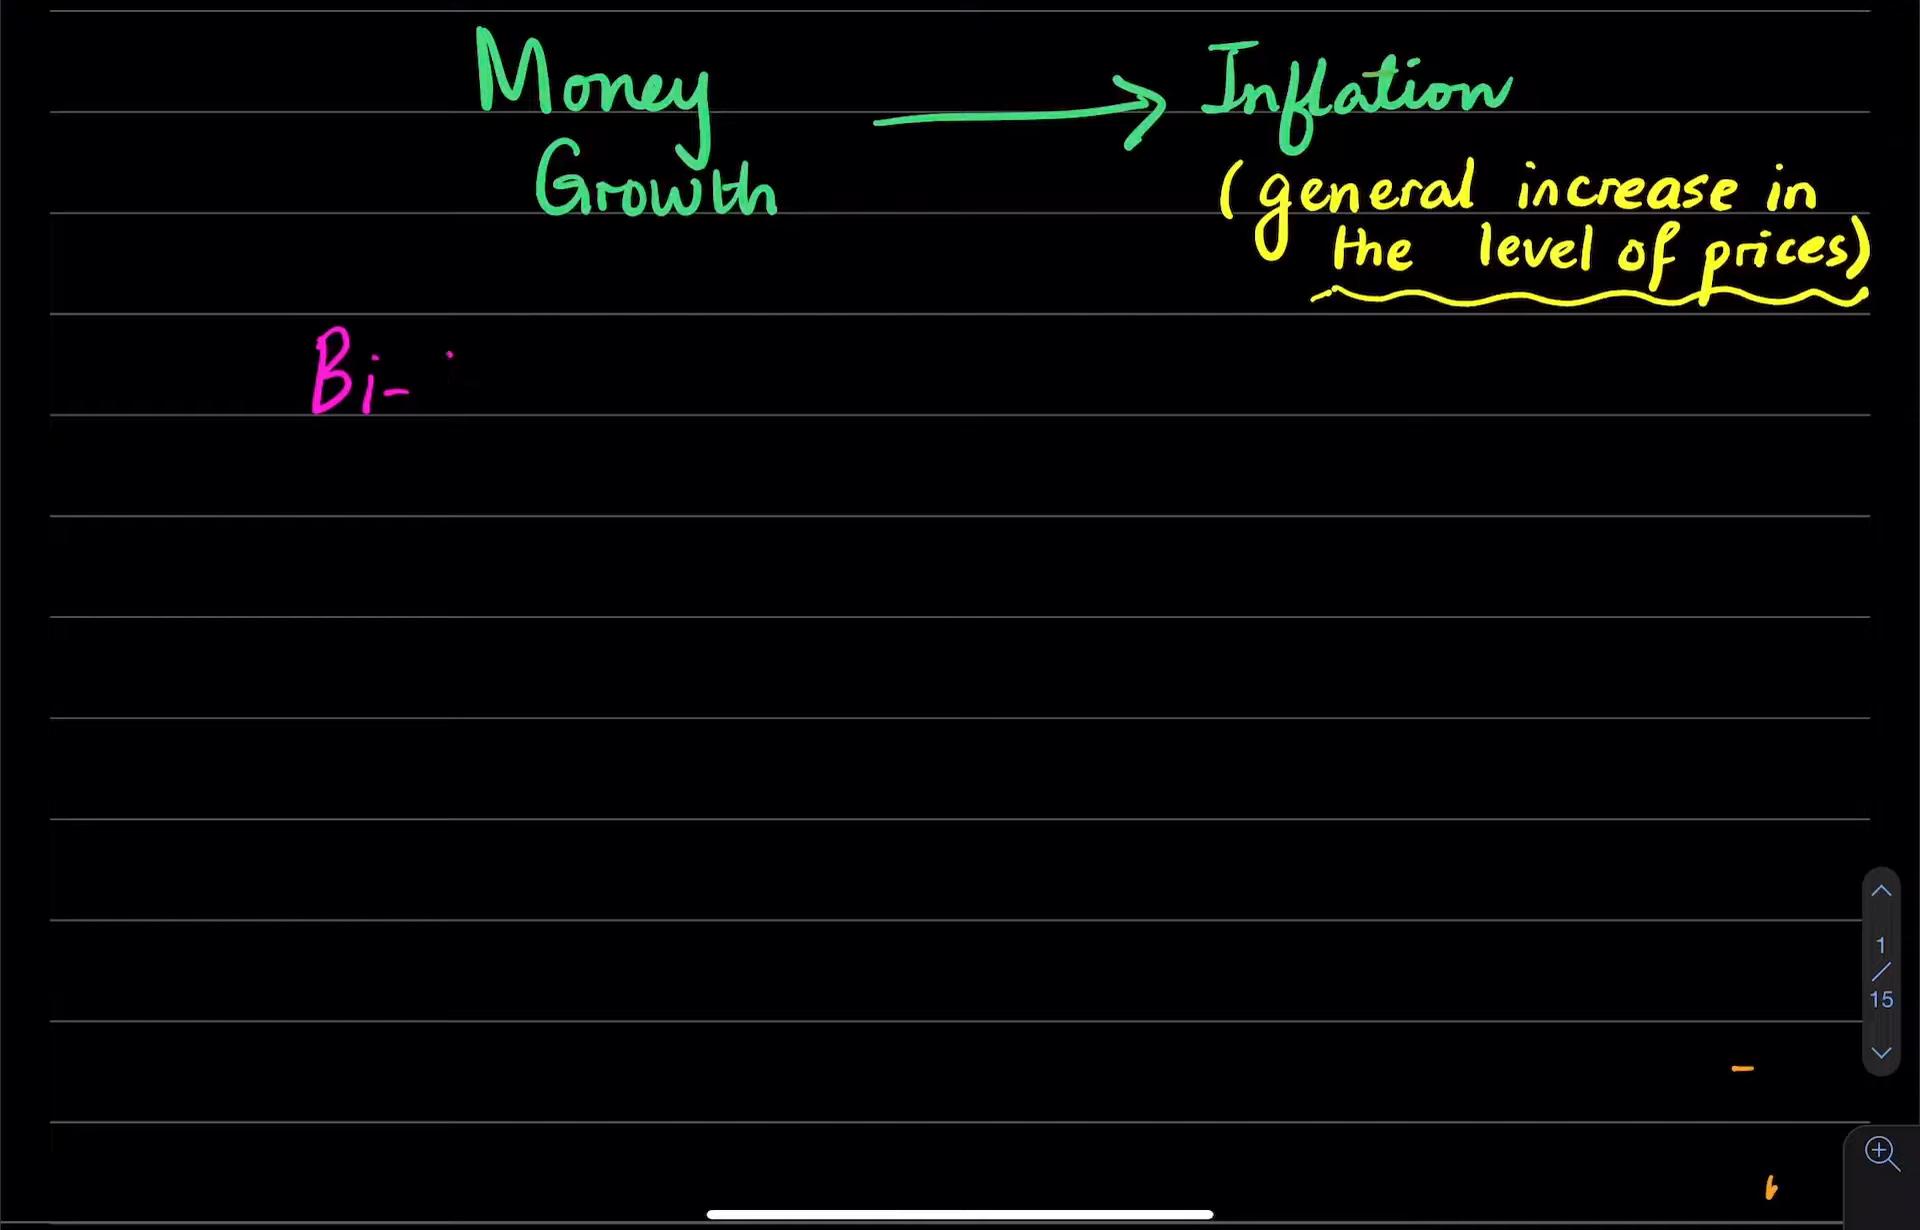 Money → Inflation
Growth (general increase in
the level of prices)
Bi-
1
/
15